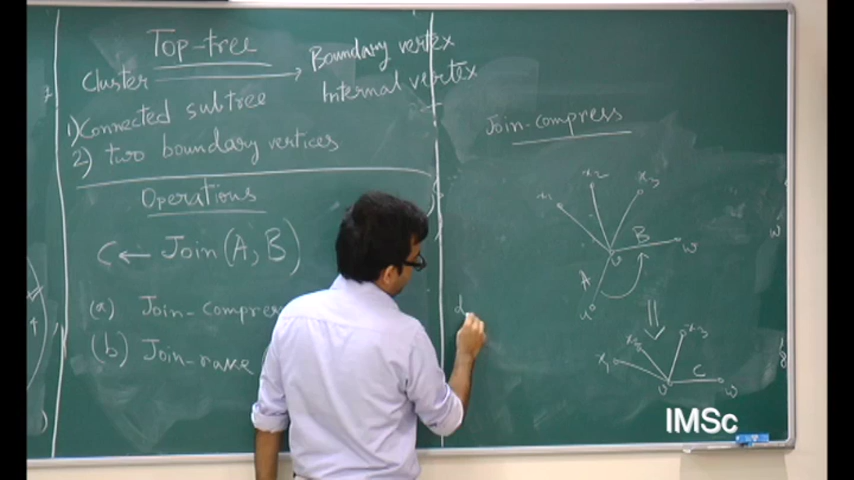 Top-tree
Cluster
Boundary vertex
Internal vertex
1) Connected subtree
2) two boundary vertices
Operations
C ← Join (A, B)
(a) Join-compres
(b) Join-rake
Join-compress
x1
x2
x3
B
v
w
A
u
x1
x2
x3
C
v
w
d
IMSc